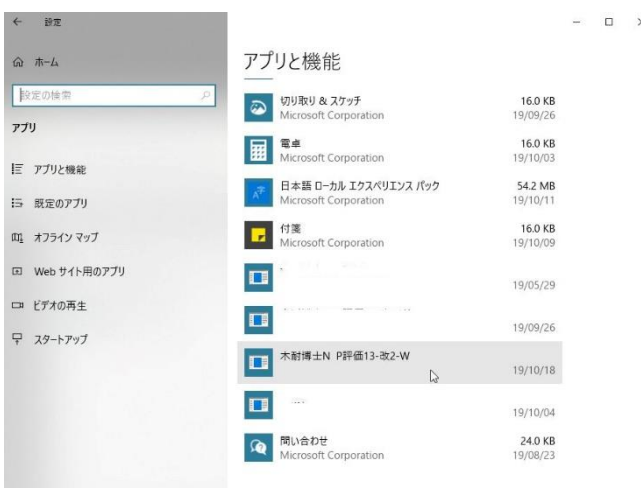 設定
ホーム
設定の検索
アプリ
アプリと機能
既定のアプリ
オフライン マップ
Web サイト用のアプリ
ビデオの再生
スタートアップ
アプリと機能
切り取り & スケッチ 16.0 KB
Microsoft Corporation 19/09/26
電卓 16.0 KB
Microsoft Corporation 19/10/03
日本語 ローカル エクスペリエンス パック 54.2 MB
Microsoft Corporation 19/10/11
付箋 16.0 KB
Microsoft Corporation 19/10/09
19/05/29
19/09/26
木耐博士N P評価13-改2-W
19/10/18
19/10/04
問い合わせ 24.0 KB
Microsoft Corporation 19/08/23